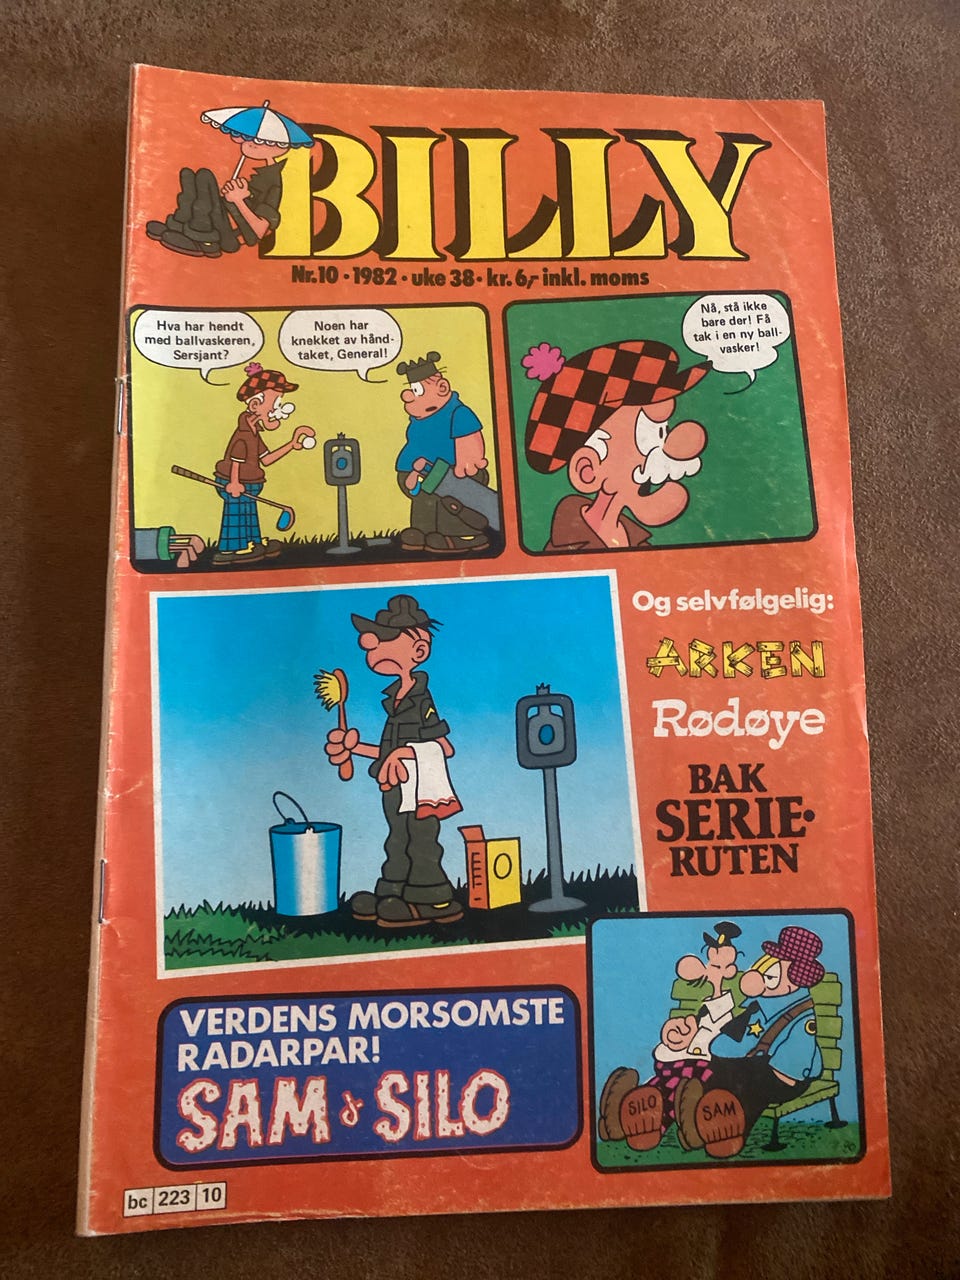 BILLY
Nr.10 • 1982 • uke 38 • kr. 6,- inkl. moms
Hva har hendt
med ballvaskeren,
Sersjant?
Noen har
knekket av hånd-
taket, General!
Nå, stå ikke
bare der! Få
tak i en ny ball-
vasker!
Og selvfølgelig:
ARKEN
Rødøye
BAK
SERIE-
RUTEN
VERDENS MORSOMSTE
RADARPAR!
SAM & SILO
SILO
SAM
bc 223 10